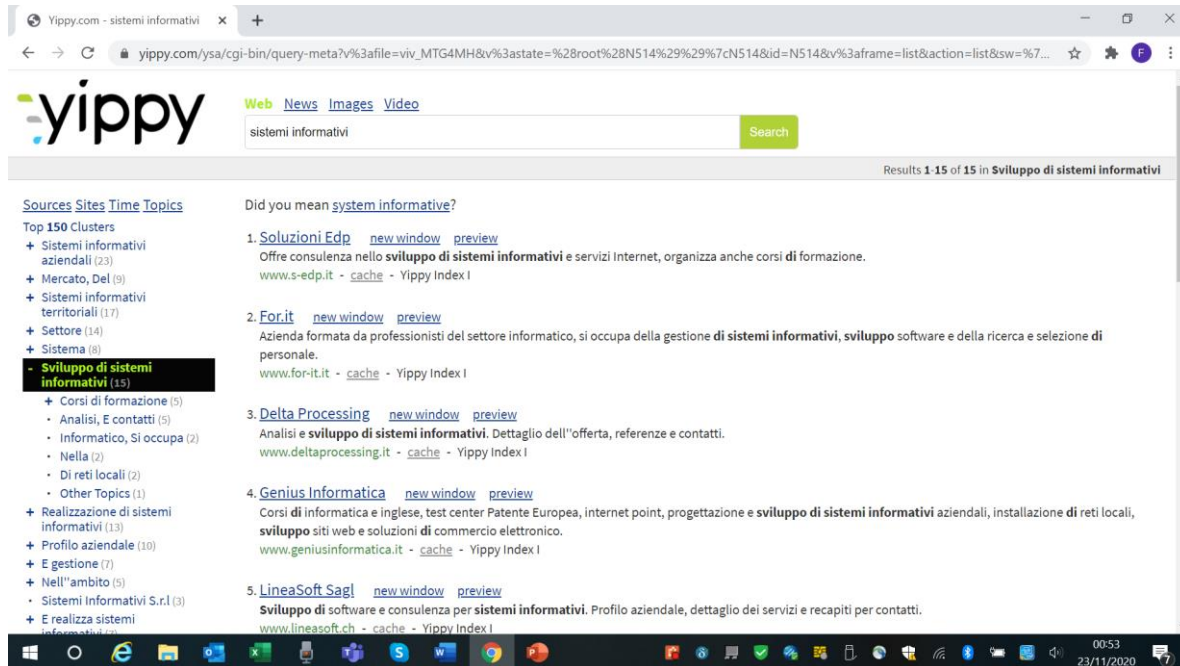 Yippy.com - sistemi informativi
yippy.com/ysa/cgi-bin/query-meta?v%3afile=viv_MTG4MH&v%3astate=%28root%28N514%29%29%7cN514&id=N514&v%3aframe=list&action=list&sw=%7...
F
yippy
Web News Images Video
sistemi informativi
Search
Results 1-15 of 15 in Sviluppo di sistemi informativi
Sources Sites Time Topics
Top 150 Clusters
+ Sistemi informativi
aziendali (23)
+ Mercato, Del (9)
+ Sistemi informativi
territoriali (17)
+ Settore (14)
+ Sistema (8)
- Sviluppo di sistemi
informativi (15)
+ Corsi di formazione (5)
• Analisi, E contatti (5)
• Informatico, Si occupa (2)
• Nella (2)
• Di reti locali (2)
• Other Topics (1)
+ Realizzazione di sistemi
informativi (13)
+ Profilo aziendale (10)
+ E gestione (7)
+ Nell''ambito (5)
• Sistemi Informativi S.r.l (3)
+ E realizza sistemi
informativi (7)
Did you mean system informative?
1. Soluzioni Edp new window preview
Offre consulenza nello sviluppo di sistemi informativi e servizi Internet, organizza anche corsi di formazione.
www.s-edp.it - cache - Yippy Index I
2. For.it new window preview
Azienda formata da professionisti del settore informatico, si occupa della gestione di sistemi informativi, sviluppo software e della ricerca e selezione di
personale.
www.for-it.it - cache - Yippy Index I
3. Delta Processing new window preview
Analisi e sviluppo di sistemi informativi. Dettaglio dell''offerta, referenze e contatti.
www.deltaprocessing.it - cache - Yippy Index I
4. Genius Informatica new window preview
Corsi di informatica e inglese, test center Patente Europea, internet point, progettazione e sviluppo di sistemi informativi aziendali, installazione di reti locali,
sviluppo siti web e soluzioni di commercio elettronico.
www.geniusinformatica.it - cache - Yippy Index I
5. LineaSoft Sagl new window preview
Sviluppo di software e consulenza per sistemi informativi. Profilo aziendale, dettaglio dei servizi e recapiti per contatti.
www.lineasoft.ch - cache - Yippy Index I
00:53
23/11/2020
7